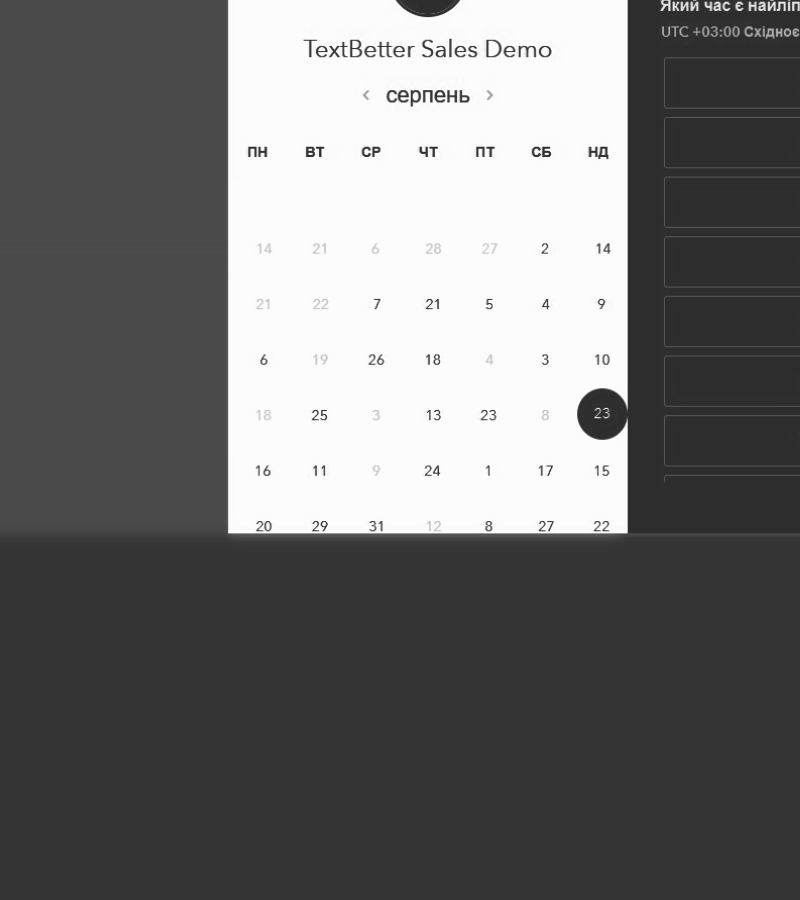 TextBetter Sales Demo
серпень
ПН ВТ СР ЧТ ПТ СБ НД
14 21 6 28 27 2 14
21 22 7 21 5 4 9
6 19 26 18 4 3 10
18 25 3 13 23 8 23
16 11 9 24 1 17 15
20 29 31 12 8 27 22
Який час є найліп
UTC +03:00 Східноє